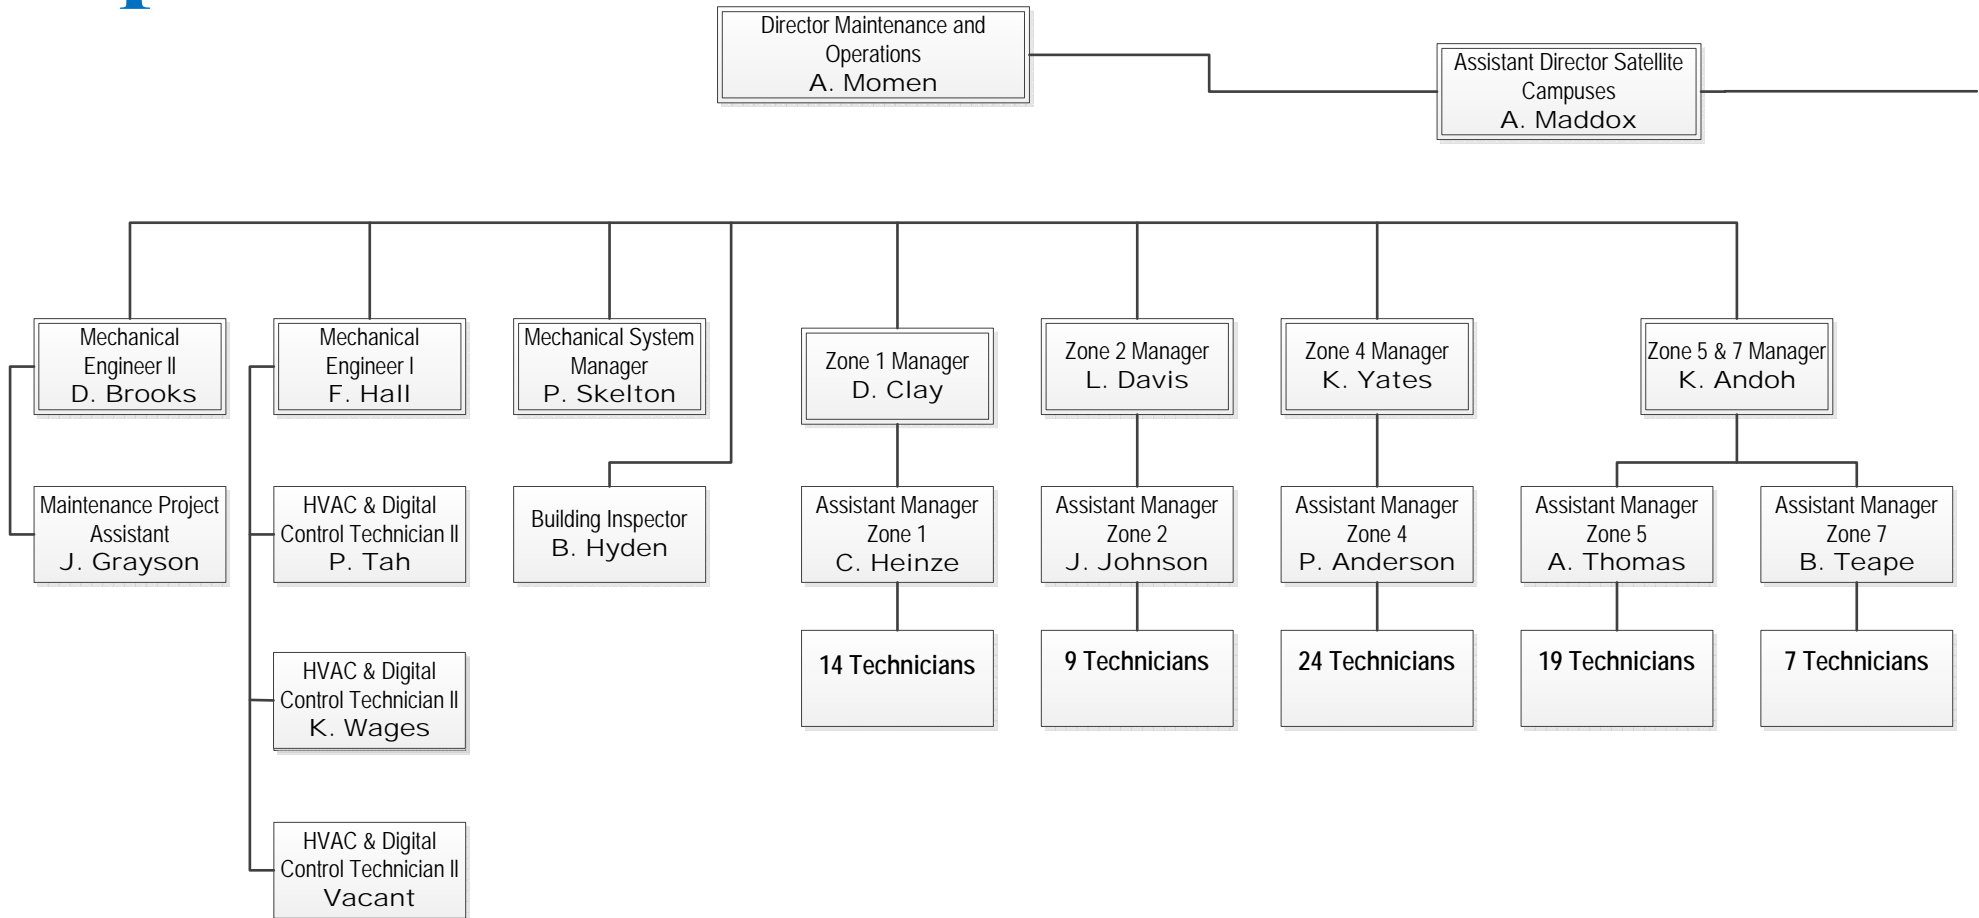 Director Maintenance and
Operations
A. Momen
Assistant Director Satellite
Campuses
A. Maddox
Mechanical
Engineer II
D. Brooks
Mechanical
Engineer I
F. Hall
Mechanical System
Manager
P. Skelton
Zone 1 Manager
D. Clay
Zone 2 Manager
L. Davis
Zone 4 Manager
K. Yates
Zone 5 & 7 Manager
K. Andoh
Maintenance Project
Assistant
J. Grayson
HVAC & Digital
Control Technician II
P. Tah
Building Inspector
B. Hyden
Assistant Manager
Zone 1
C. Heinze
Assistant Manager
Zone 2
J. Johnson
Assistant Manager
Zone 4
P. Anderson
Assistant Manager
Zone 5
A. Thomas
Assistant Manager
Zone 7
B. Teape
14 Technicians
9 Technicians
24 Technicians
19 Technicians
7 Technicians
HVAC & Digital
Control Technician II
K. Wages
HVAC & Digital
Control Technician II
Vacant